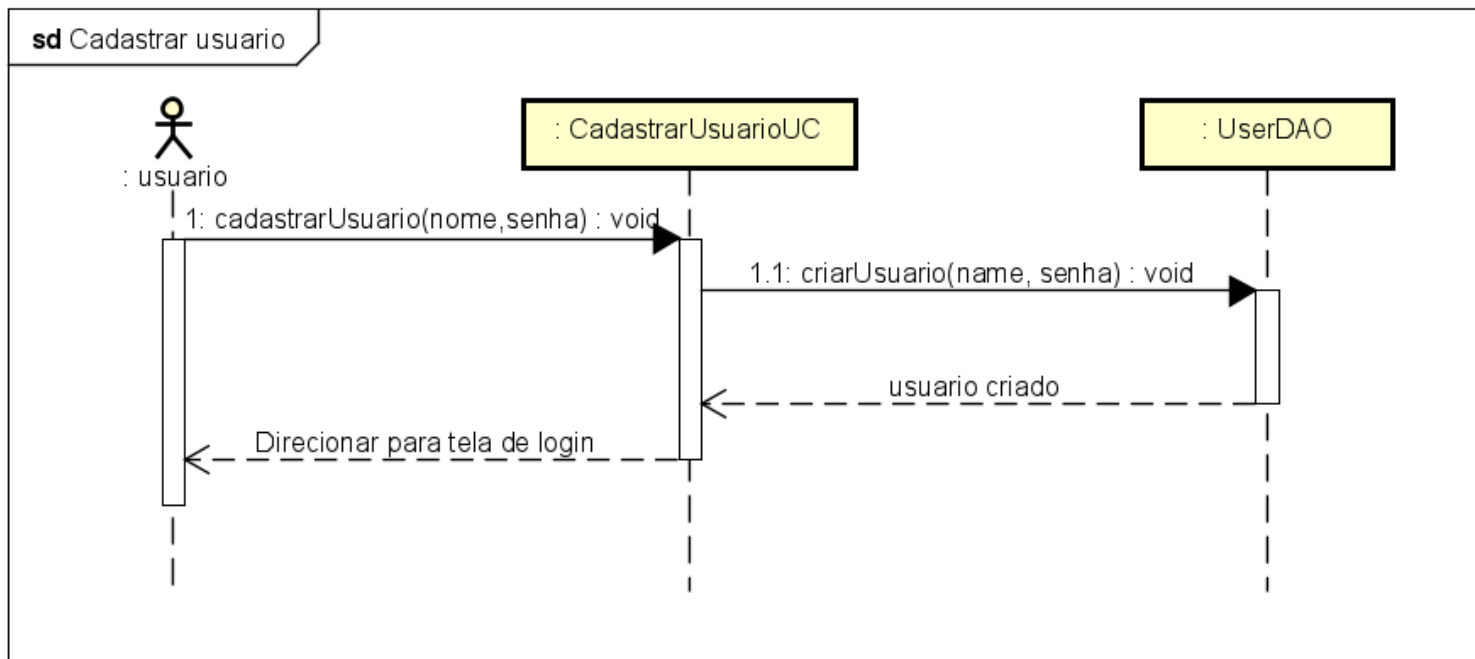 sd Cadastrar usuario
: usuario
: CadastrarUsuarioUC
: UserDAO
1: cadastrarUsuario(nome,senha) : void
1.1: criarUsuario(name, senha) : void
usuario criado
Direcionar para tela de login